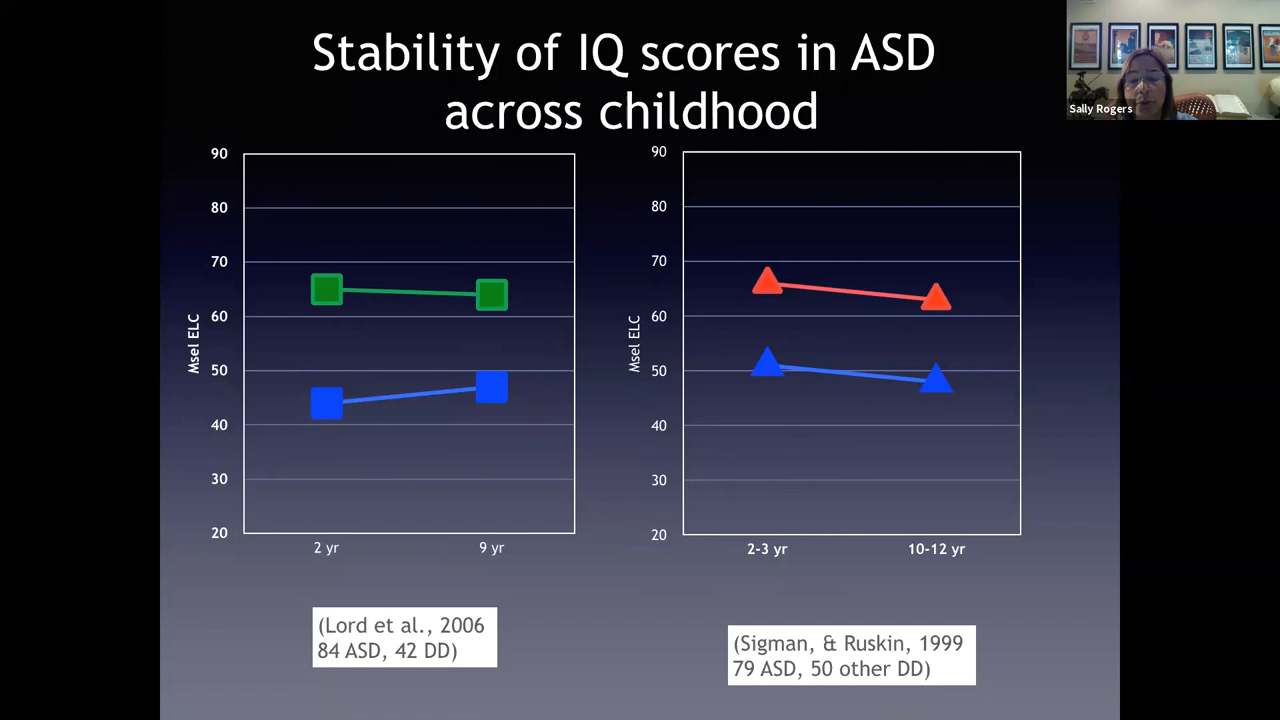 Stability of IQ scores in ASD
across childhood
Sally Rogers
90
80
70
60
50
40
30
20
Msel ELC
2 yr
9 yr
(Lord et al., 2006
84 ASD, 42 DD)
90
80
70
60
50
40
30
20
Msel ELC
2-3 yr
10-12 yr
(Sigman, & Ruskin, 1999
79 ASD, 50 other DD)